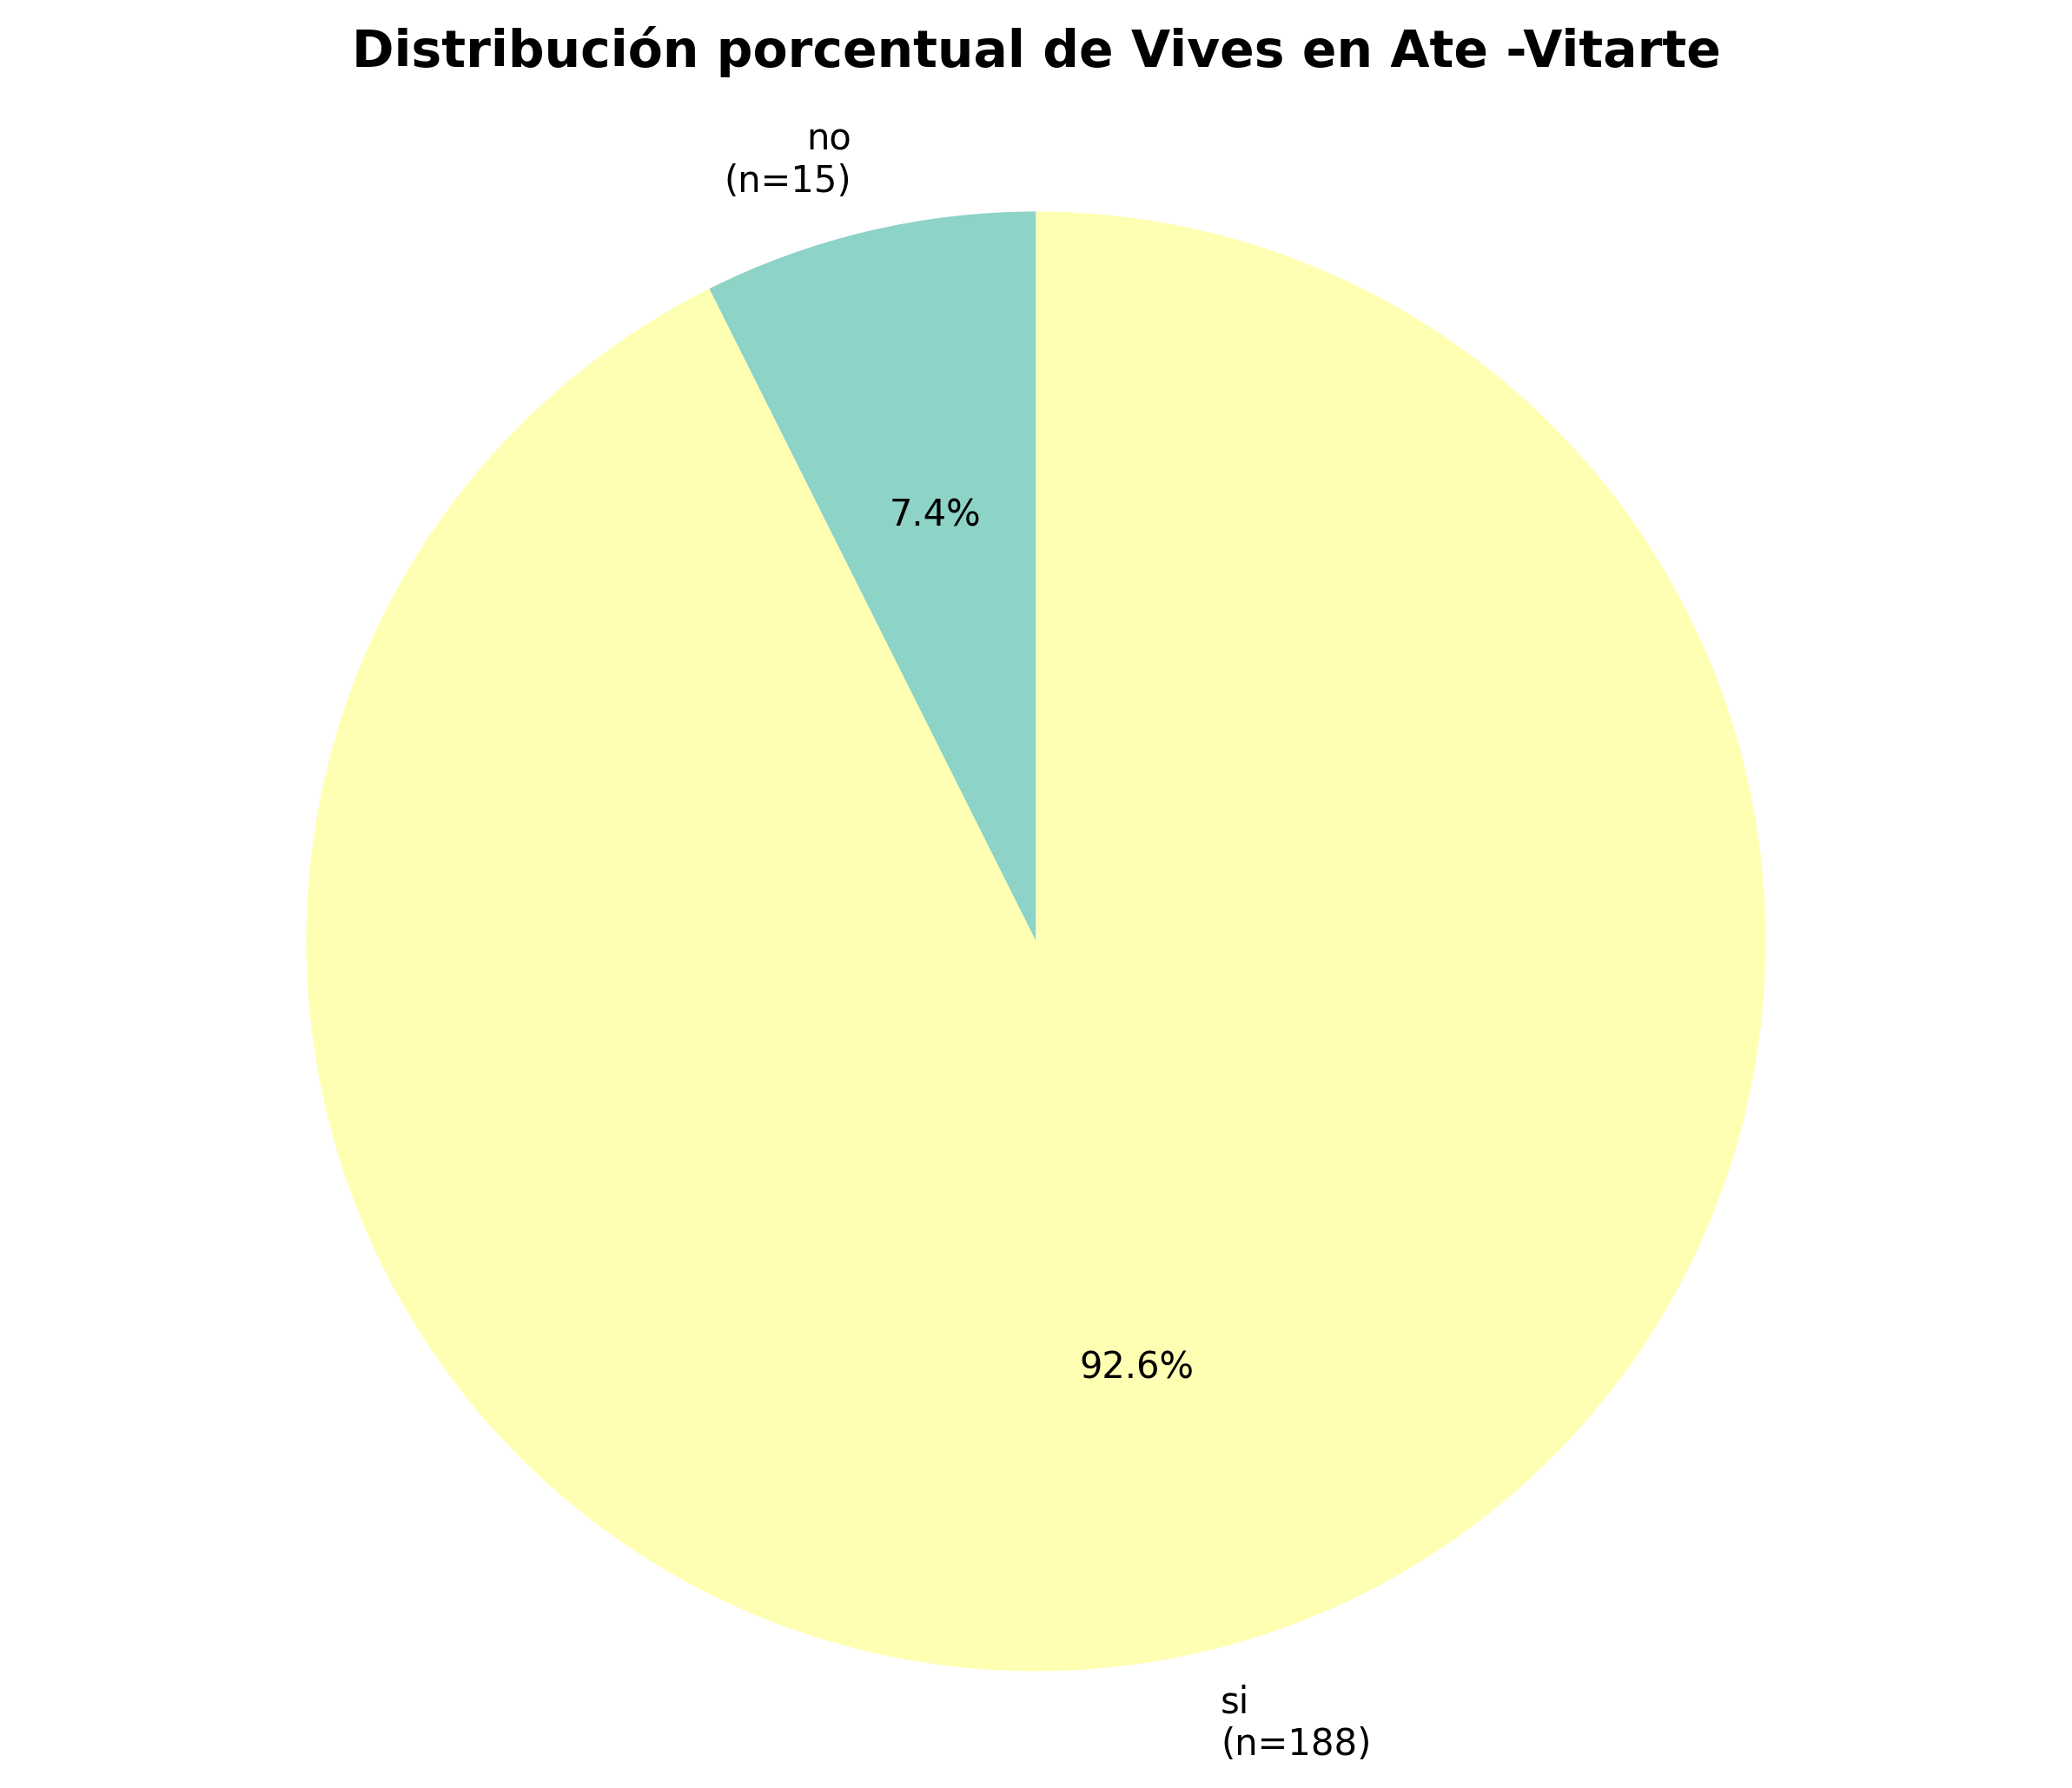 Distribución porcentual de Vives en Ate -Vitarte
no
(n=15)
7.4%
92.6%
si
(n=188)